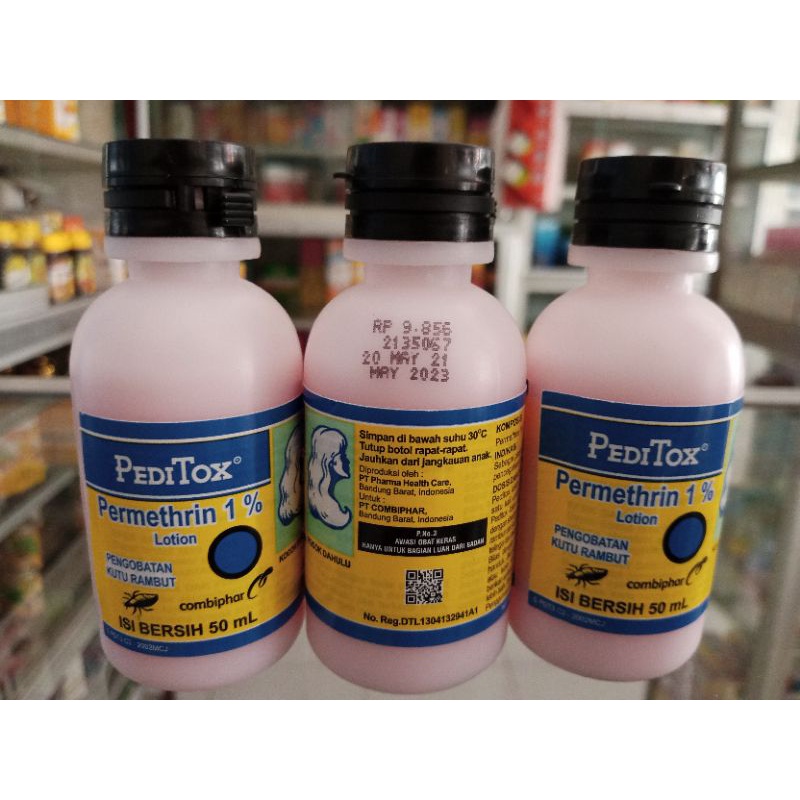 PEDITOX®
Permethrin 1 %
Lotion
PENGOBATAN
KUTU RAMBUT
combiphar
ISI BERSIH 50 mL
RP 9.856
2135067
20 MAY 21
MAY 2023
Simpan di bawah suhu 30°C
Tutup botol rapat-rapat.
Jauhkan dari jangkauan anak.
Diproduksi oleh :
PT Pharma Health Care,
Bandung Barat, Indonesia
Untuk :
PT COMBIPHAR,
Bandung Barat, Indonesia
P.No.3
AWAS! OBAT KERAS
HANYA UNTUK BAGIAN LUAR DARI BADAN
No. Reg.DTL1304132941A1
DAHULU
PEDITOX®
Permethrin 1 %
Lotion
PENGOBATAN
KUTU RAMBUT
combiphar
ISI BERSIH 50 mL